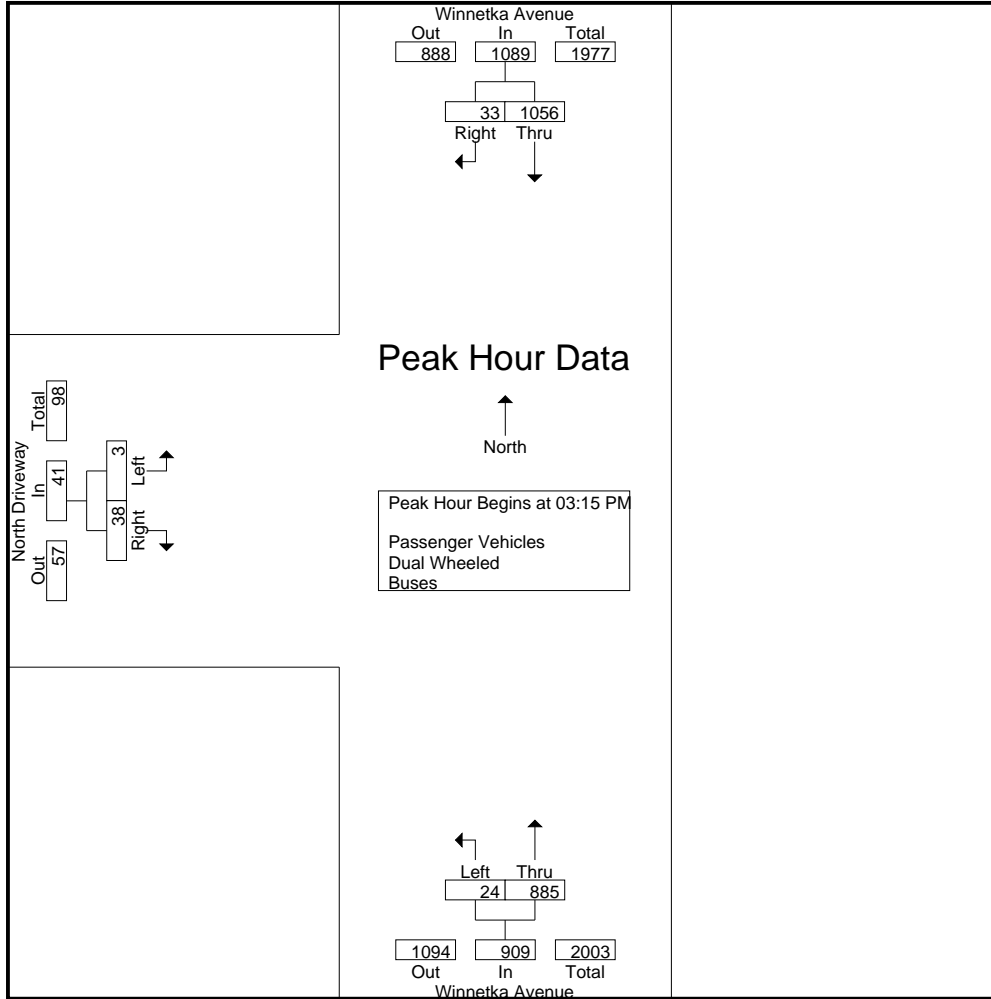 Winnetka Avenue
Out In Total
888 1089 1977
33 1056
Right Thru
Peak Hour Data
North
Peak Hour Begins at 03:15 PM
Passenger Vehicles
Dual Wheeled
Buses
North Driveway
Out In Total
57 41 98
38 3
Right Left
Left Thru
24 885
1094 909 2003
Out In Total
Winnetka Avenue